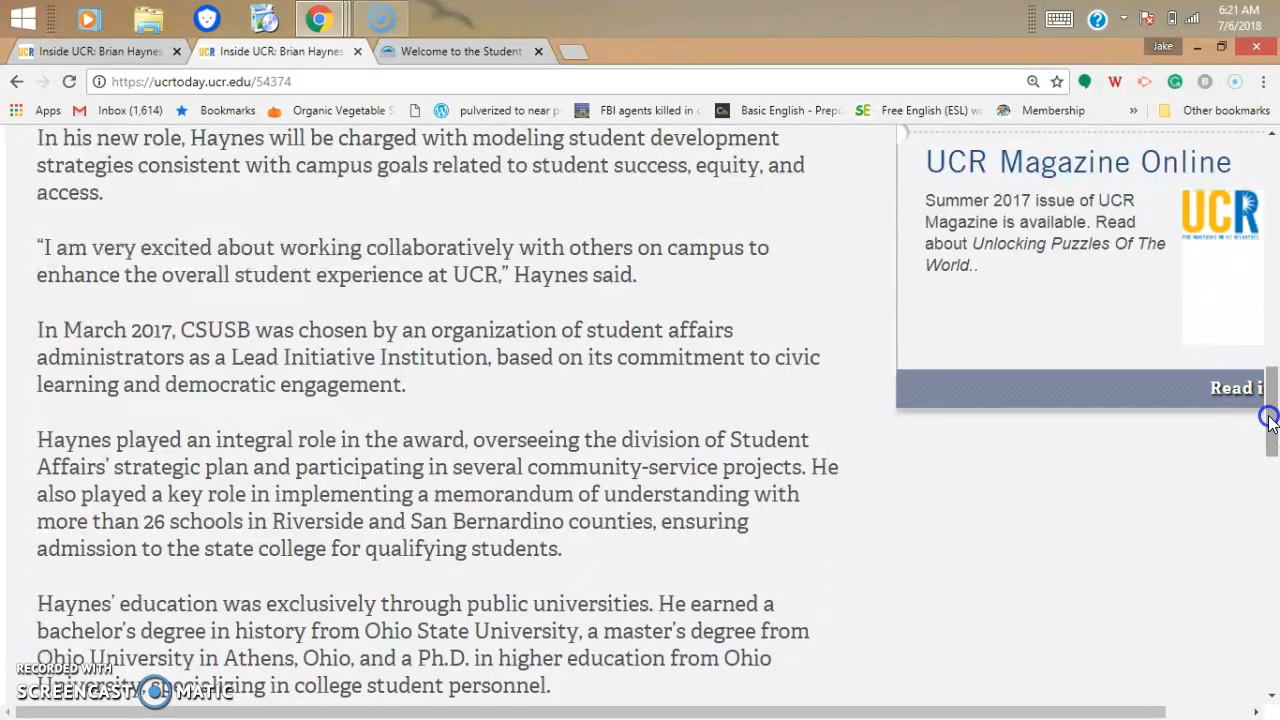 6:21 AM
7/6/2018
Inside UCR: Brian Haynes
Inside UCR: Brian Haynes
Welcome to the Student
Jake
https://ucrtoday.ucr.edu/54374
Apps
Inbox (1,614)
Bookmarks
Organic Vegetable S
pulverized to near p
FBI agents killed in c
Basic English - Prepo
Free English (ESL) w
Membership
»
Other bookmarks
In his new role, Haynes will be charged with modeling student development
strategies consistent with campus goals related to student success, equity, and
access.
“I am very excited about working collaboratively with others on campus to
enhance the overall student experience at UCR,” Haynes said.
In March 2017, CSUSB was chosen by an organization of student affairs
administrators as a Lead Initiative Institution, based on its commitment to civic
learning and democratic engagement.
Haynes played an integral role in the award, overseeing the division of Student
Affairs’ strategic plan and participating in several community-service projects. He
also played a key role in implementing a memorandum of understanding with
more than 26 schools in Riverside and San Bernardino counties, ensuring
admission to the state college for qualifying students.
Haynes’ education was exclusively through public universities. He earned a
bachelor’s degree in history from Ohio State University, a master’s degree from
Ohio University in Athens, Ohio, and a Ph.D. in higher education from Ohio
University, specializing in college student personnel.
UCR Magazine Online
Summer 2017 issue of UCR
Magazine is available. Read
about Unlocking Puzzles Of The
World..
UCR
Read i
RECORDED WITH
SCREENCAST MATIC